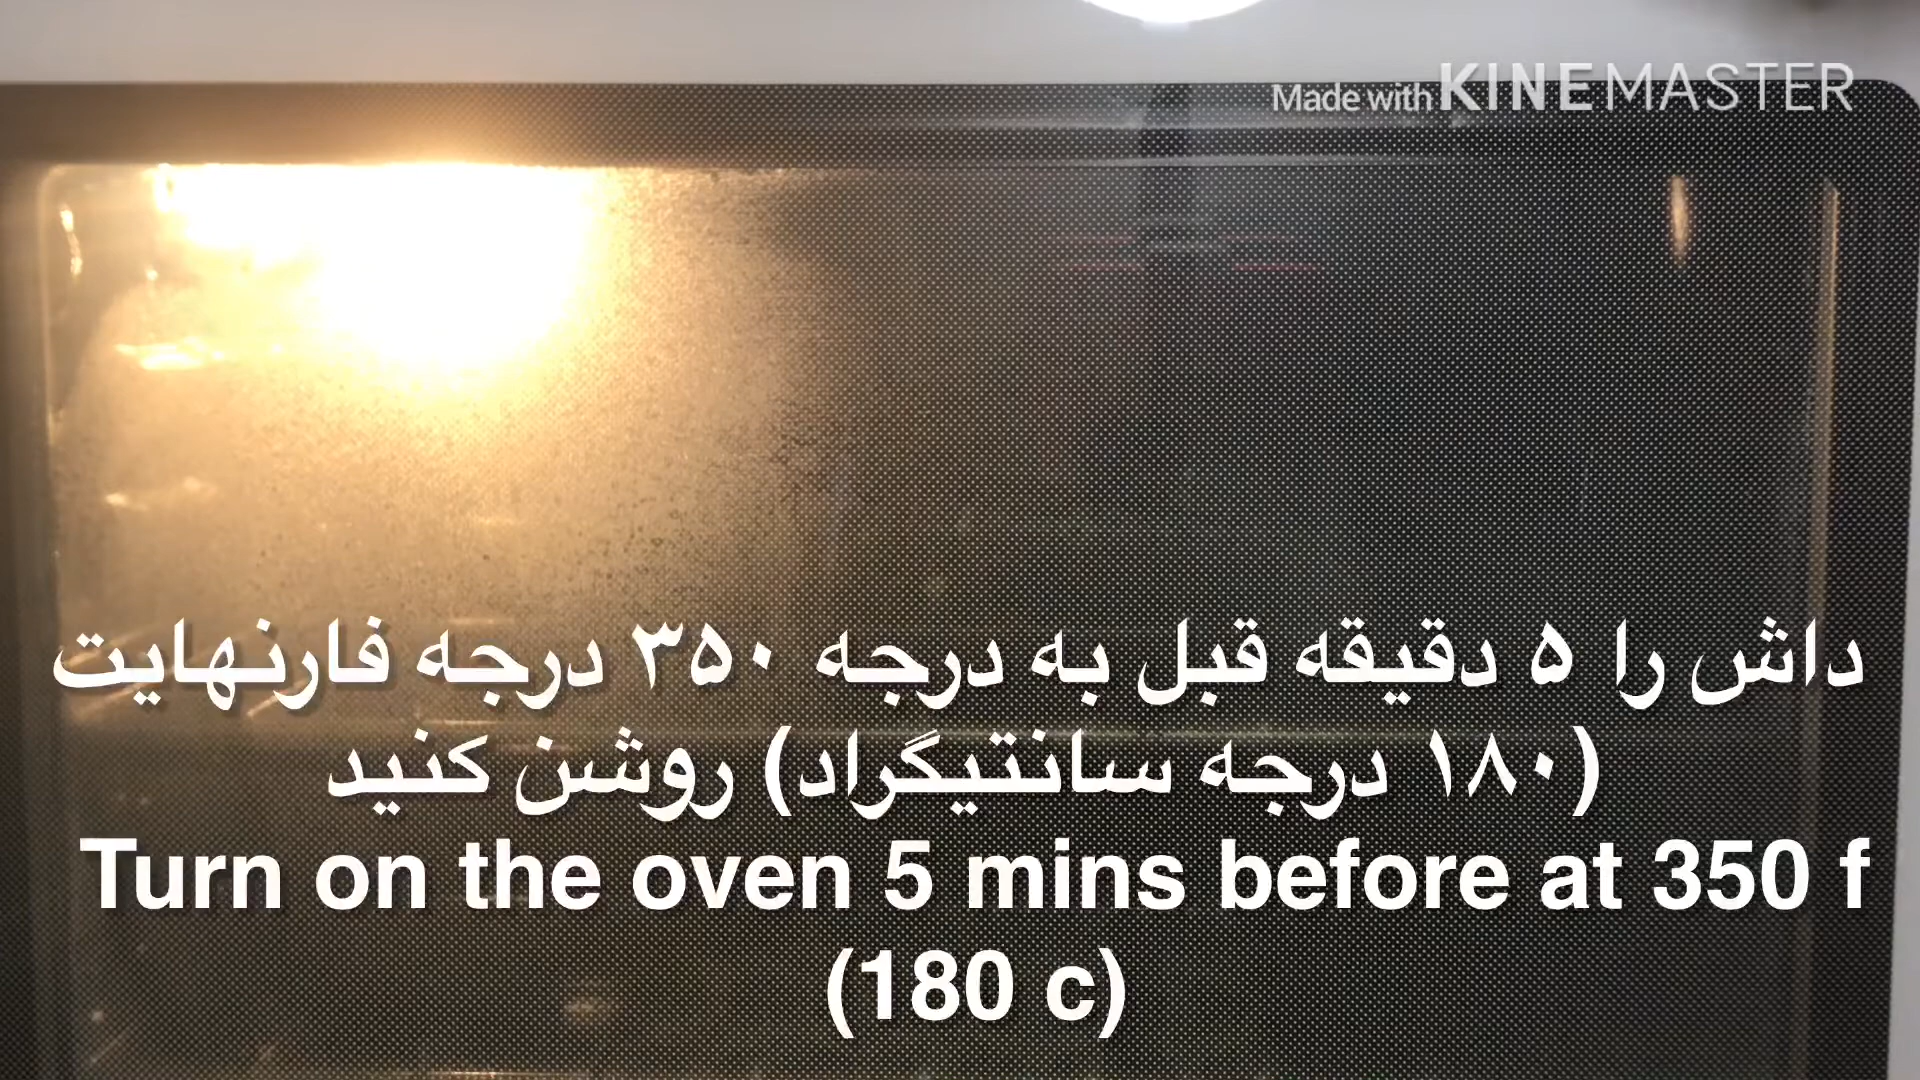 Made with KINEMASTER
داش را ۵ دقیقه قبل به درجه ۳۵۰ درجه فارنهایت
(۱۸۰ درجه سانتیگراد) روشن کنید
Turn on the oven 5 mins before at 350 f
(180 c)